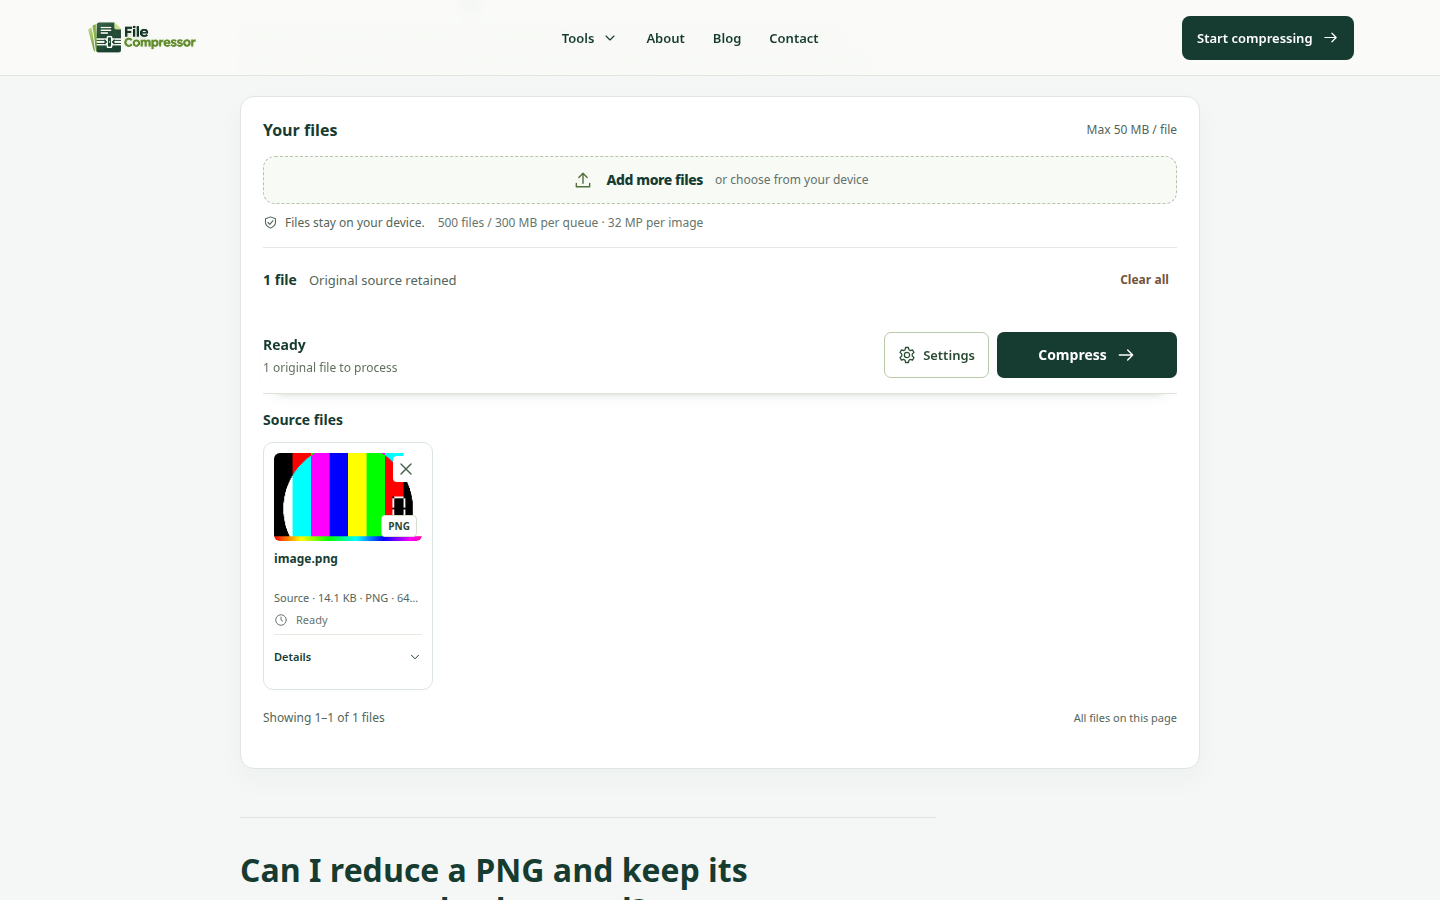 File
Compressor
Tools
About
Blog
Contact
Start compressing
Your files
Max 50 MB / file
Add more files or choose from your device
Files stay on your device. 500 files / 300 MB per queue · 32 MP per image
1 file Original source retained
Clear all
Ready
1 original file to process
Settings
Compress
Source files
PNG
image.png
Source · 14.1 KB · PNG · 64...
Ready
Details
Showing 1–1 of 1 files
All files on this page
Can I reduce a PNG and keep its